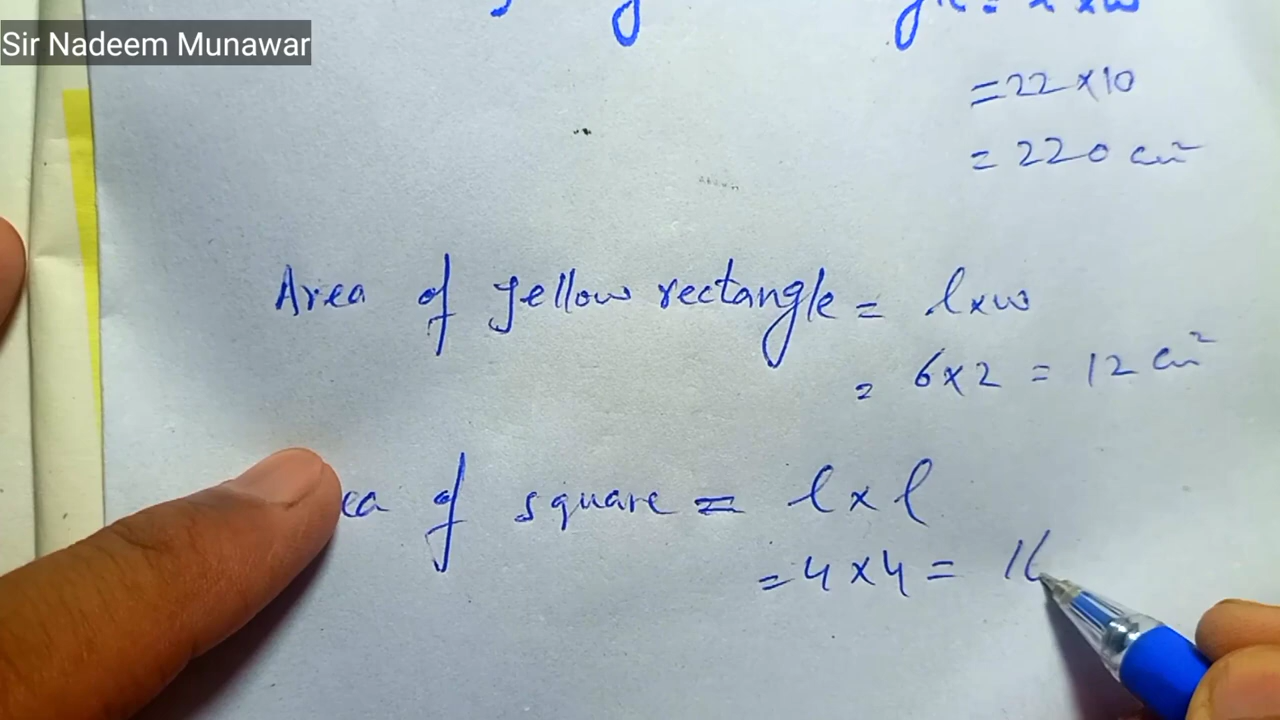 Sir Nadeem Munawar
= l x w
= 22 x 10
= 220 cm²
Area of yellow rectangle = l x w
= 6 x 2 = 12 cm²
ea of square = l x l
= 4 x 4 = 16